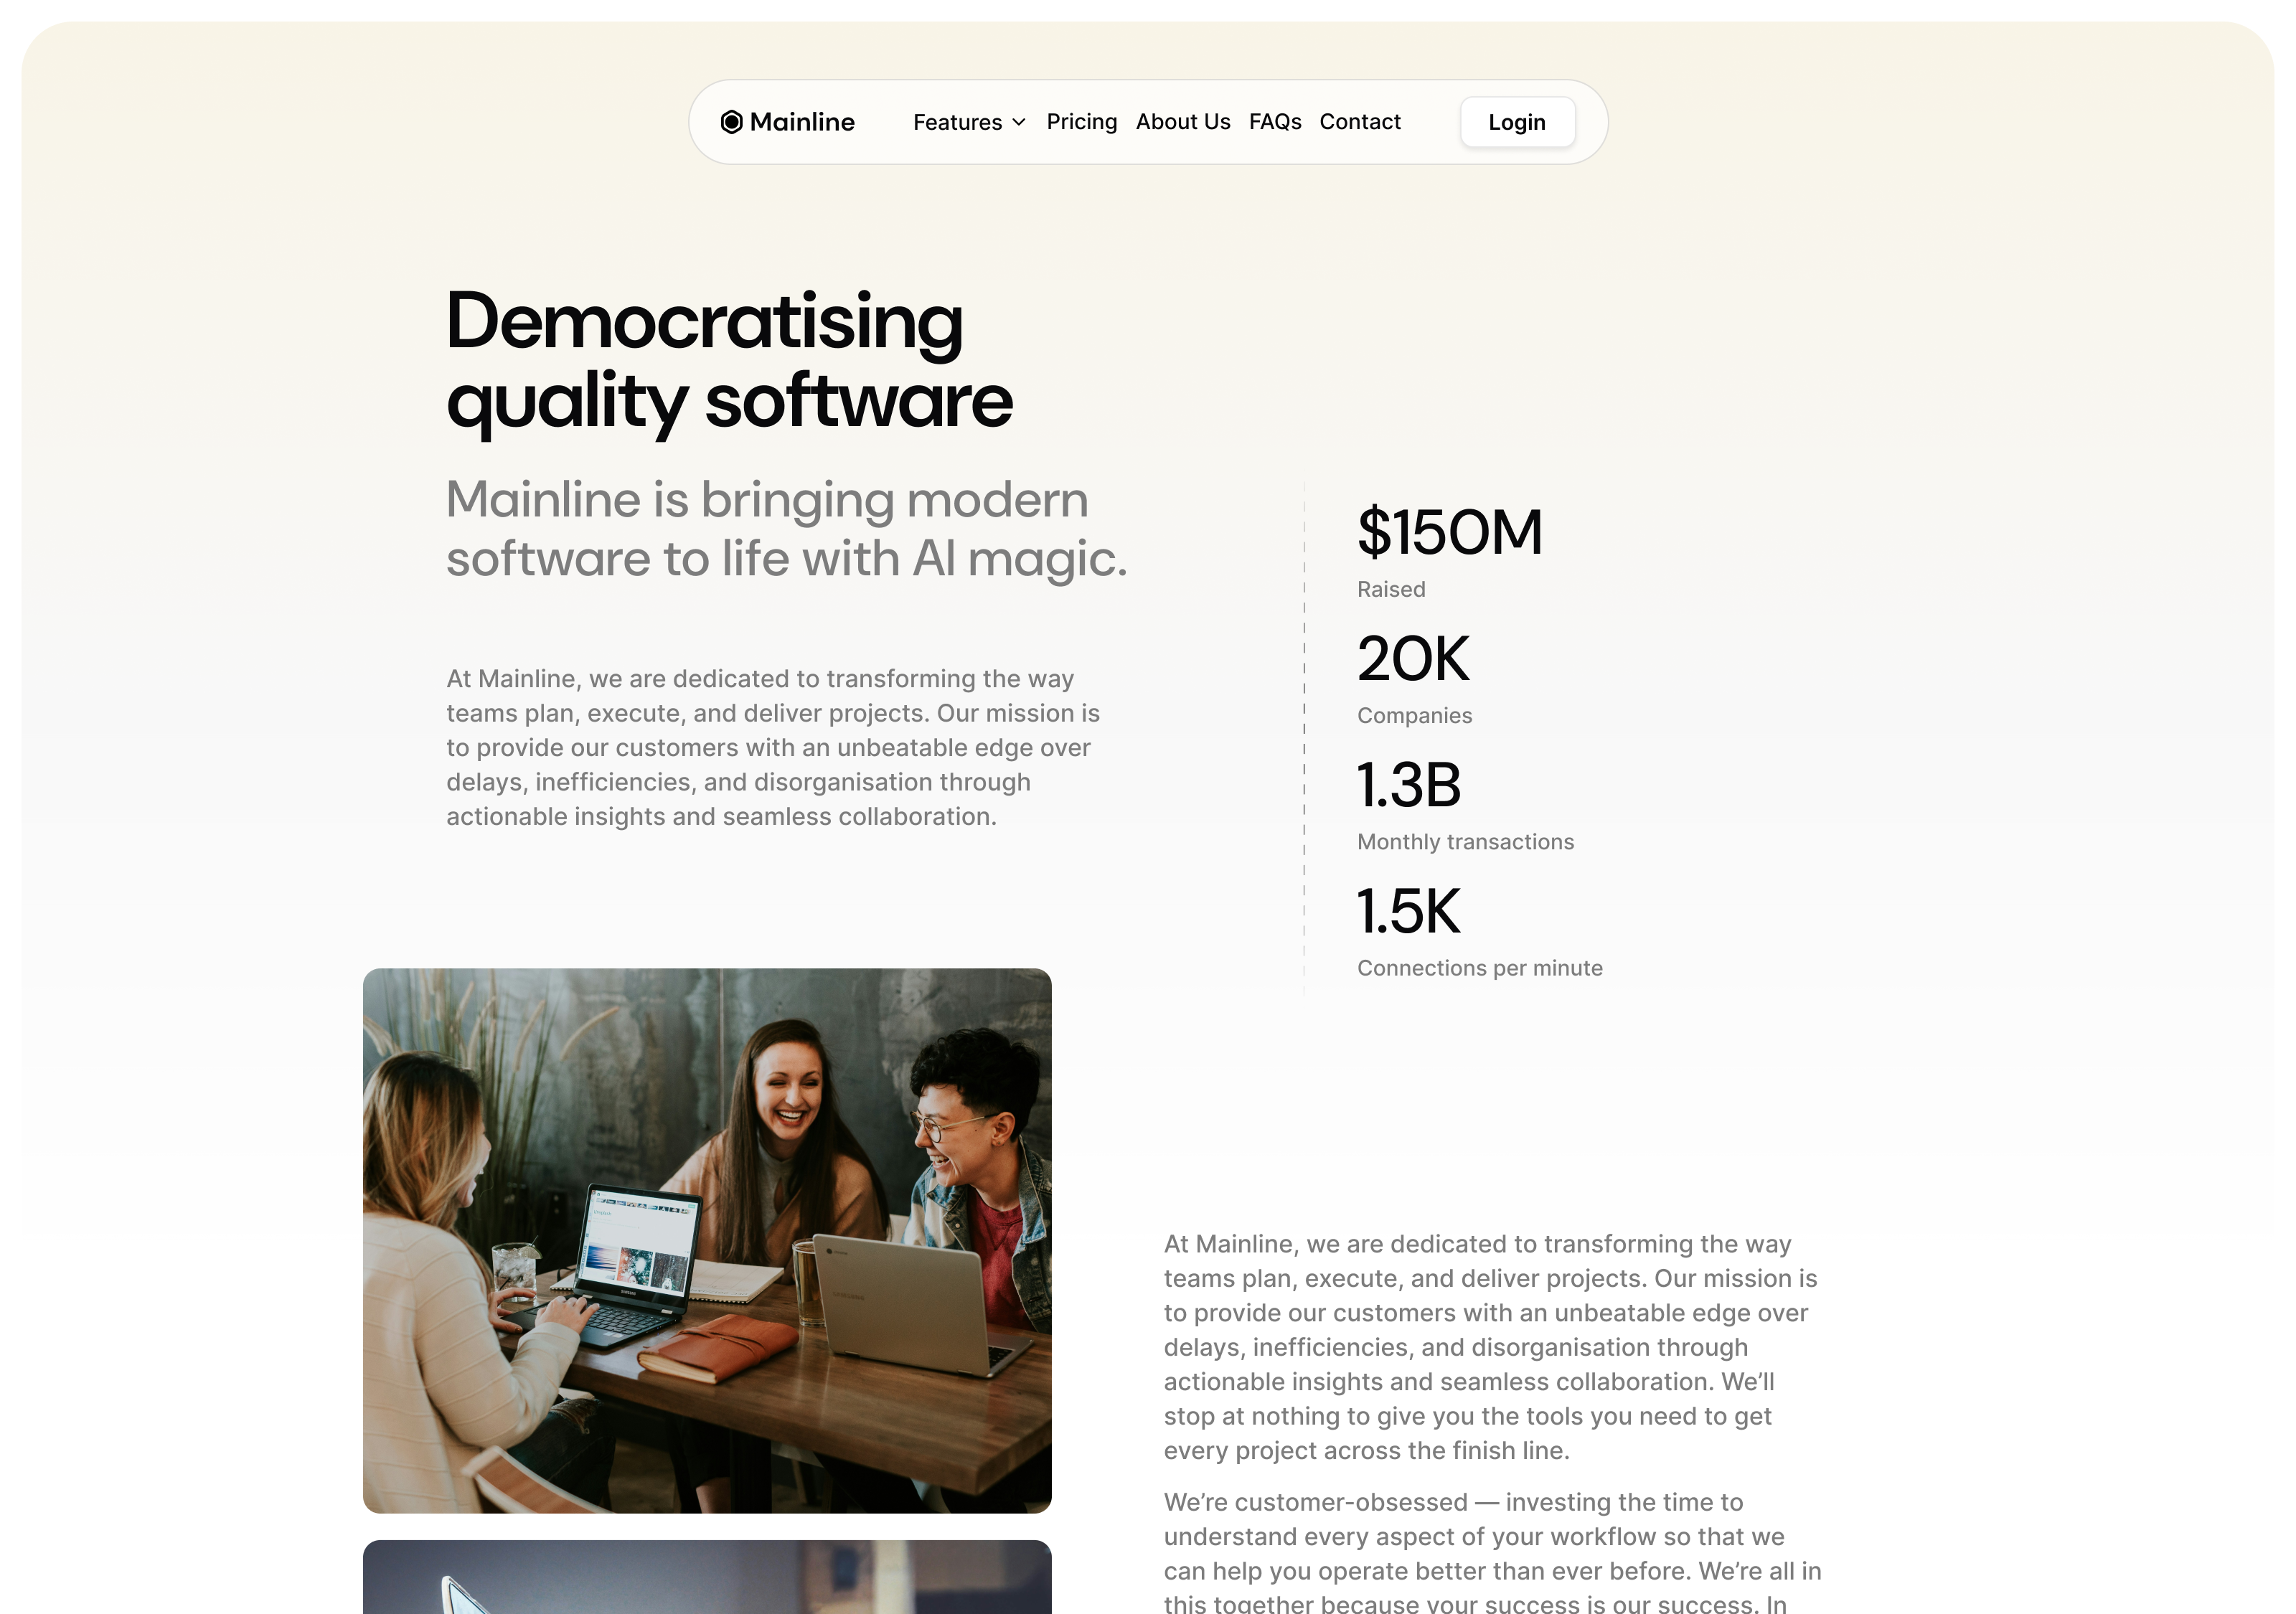 Mainline
Features
Pricing
About Us
FAQs
Contact
Login
Democratising
quality software
Mainline is bringing modern
software to life with AI magic.
At Mainline, we are dedicated to transforming the way
teams plan, execute, and deliver projects. Our mission is
to provide our customers with an unbeatable edge over
delays, inefficiencies, and disorganisation through
actionable insights and seamless collaboration.
$150M
Raised
20K
Companies
1.3B
Monthly transactions
1.5K
Connections per minute
SAMSUNG
At Mainline, we are dedicated to transforming the way
teams plan, execute, and deliver projects. Our mission is
to provide our customers with an unbeatable edge over
delays, inefficiencies, and disorganisation through
actionable insights and seamless collaboration. We’ll
stop at nothing to give you the tools you need to get
every project across the finish line.
We’re customer-obsessed — investing the time to
understand every aspect of your workflow so that we
can help you operate better than ever before. We’re all in
this together because your success is our success. In